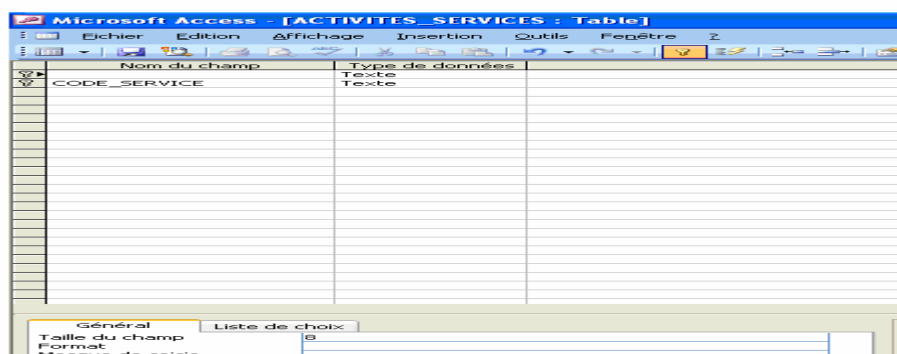 Microsoft Access - [ACTIVITES_SERVICES : Table]
Eichier Edition Affichage Insertion Outils Fenêtre ?
Nom du champ Type de données
Texte
CODE_SERVICE Texte
Général Liste de choix
Taille du champ 8
Format